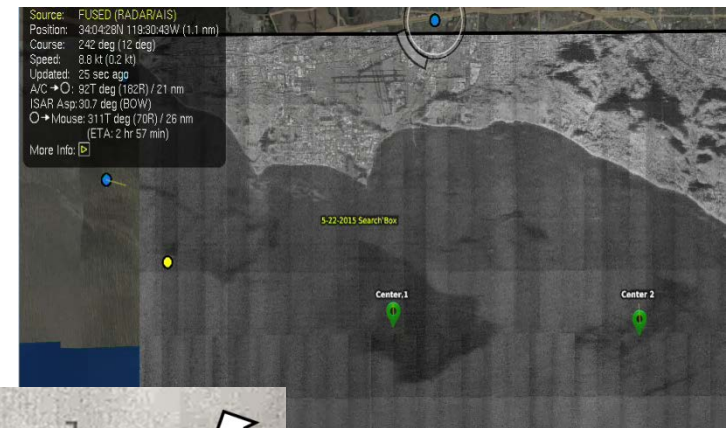 Source: FUSED (RADAR/AIS)
Position: 34:04:28N 119:30:43W (1.1 nm)
Course: 242 deg (12 deg)
Speed: 8.8 kt (0.2 kt)
Updated: 25 sec ago
A/C➔O: 92T deg (182R) / 21 nm
ISAR Asp:30.7 deg (BOW)
O➔Mouse: 311T deg (70R) / 26 nm
(ETA: 2 hr 57 min)
More Info:
5-22-2015 Search Box
Center,1
Center 2